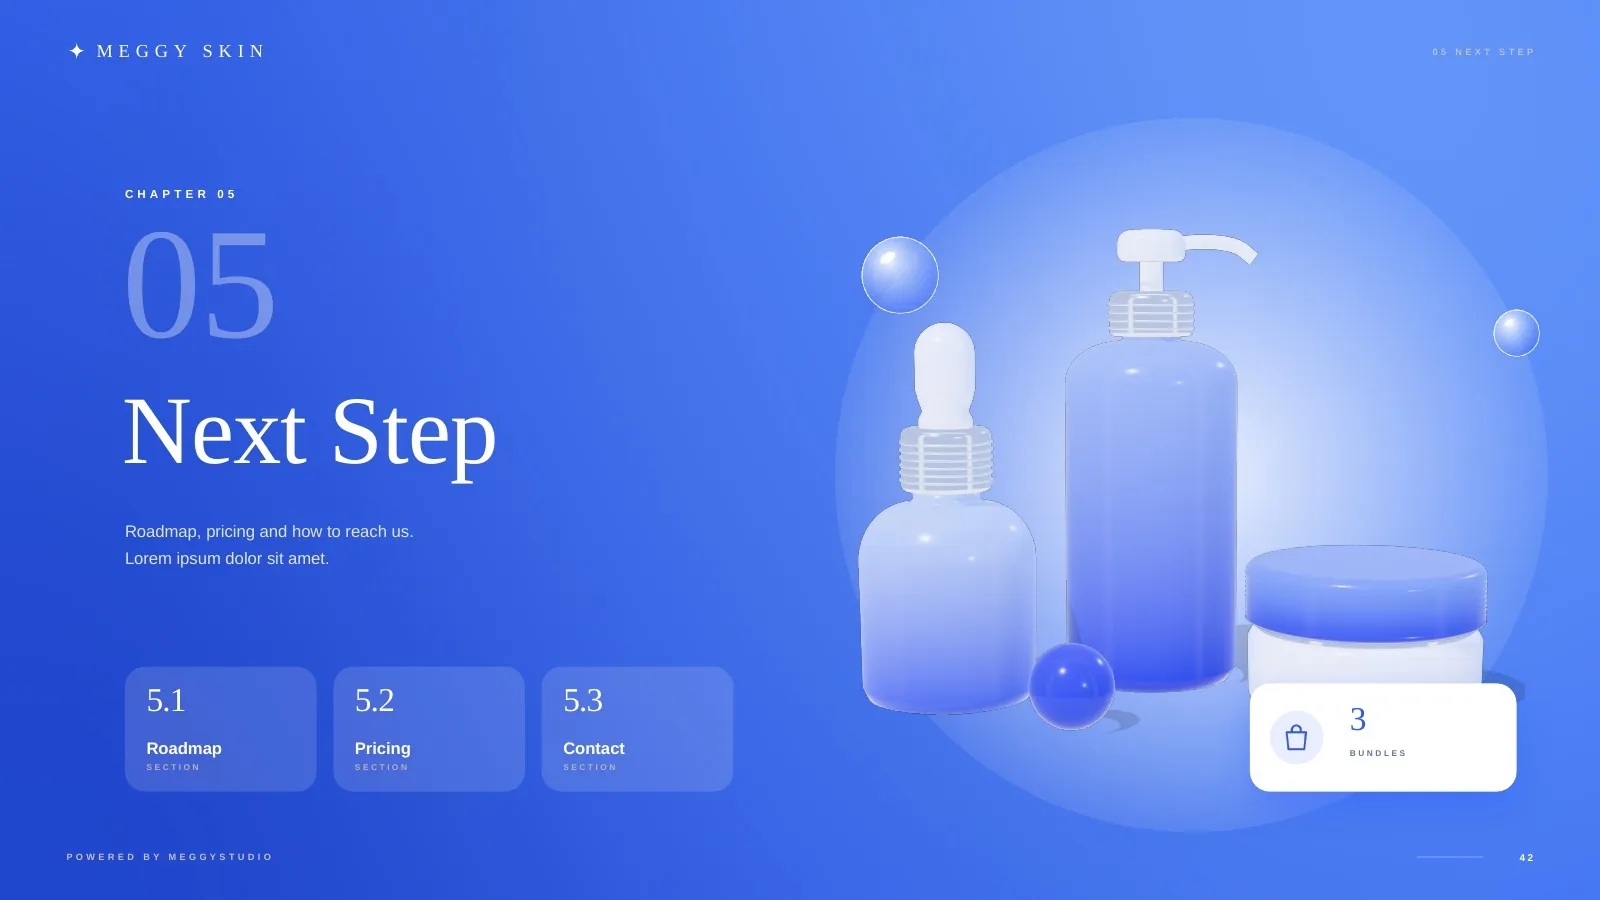 ✦ MEGGY SKIN
05 NEXT STEP
CHAPTER 05
05
Next Step
Roadmap, pricing and how to reach us.
Lorem ipsum dolor sit amet.
5.1
Roadmap
SECTION
5.2
Pricing
SECTION
5.3
Contact
SECTION
3
BUNDLES
POWERED BY MEGGYSTUDIO
42